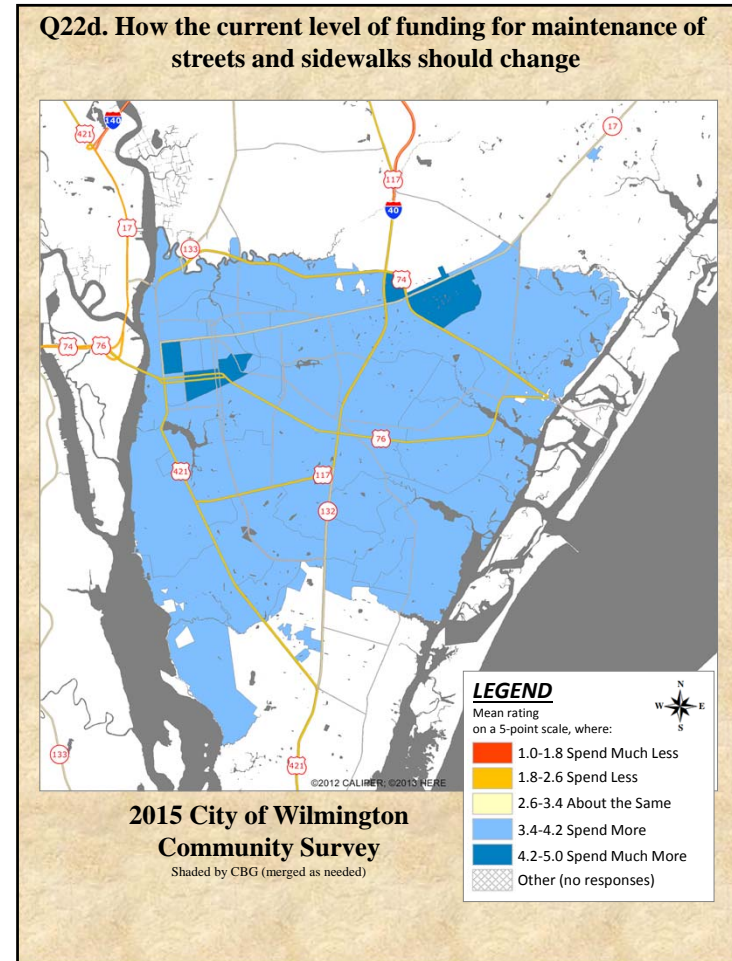 Q22d. How the current level of funding for maintenance of
streets and sidewalks should change
140
421
17
117
40
17
133
74
74
76
76
421
117
132
133
421
©2012 CALIPER; ©2013 HERE
LEGEND
Mean rating
on a 5-point scale, where:
N
W
E
S
1.0-1.8 Spend Much Less
1.8-2.6 Spend Less
2.6-3.4 About the Same
3.4-4.2 Spend More
4.2-5.0 Spend Much More
Other (no responses)
2015 City of Wilmington
Community Survey
Shaded by CBG (merged as needed)